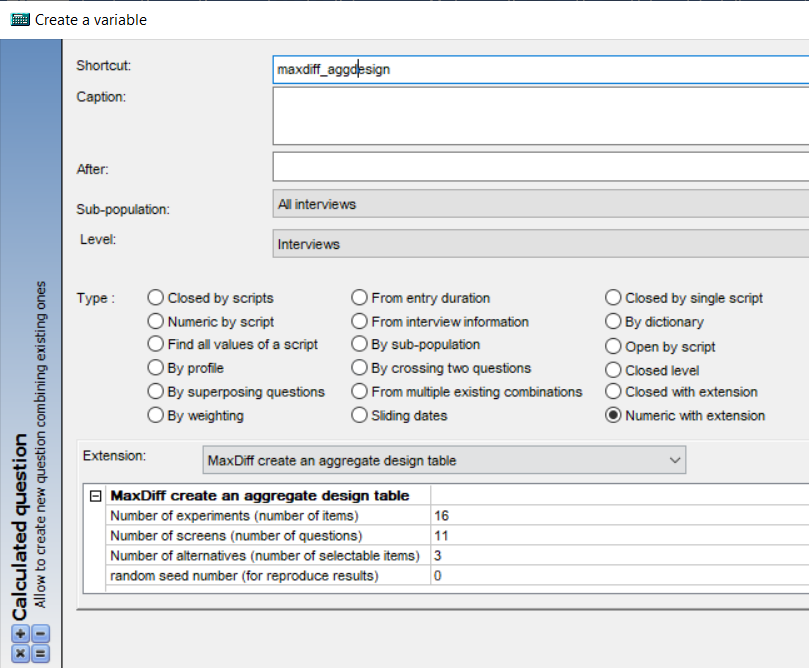 Create a variable
Calculated question
Allow to create new question combining existing ones
Shortcut: maxdiff_aggdesign
Caption:
After:
Sub-population: All interviews
Level: Interviews
Type :
Closed by scripts From entry duration Closed by single script
Numeric by script From interview information By dictionary
Find all values of a script By sub-population Open by script
By profile By crossing two questions Closed level
By superposing questions From multiple existing combinations Closed with extension
By weighting Sliding dates Numeric with extension
Extension: MaxDiff create an aggregate design table
MaxDiff create an aggregate design table
Number of experiments (number of items) 16
Number of screens (number of questions) 11
Number of alternatives (number of selectable items) 3
random seed number (for reproduce results) 0